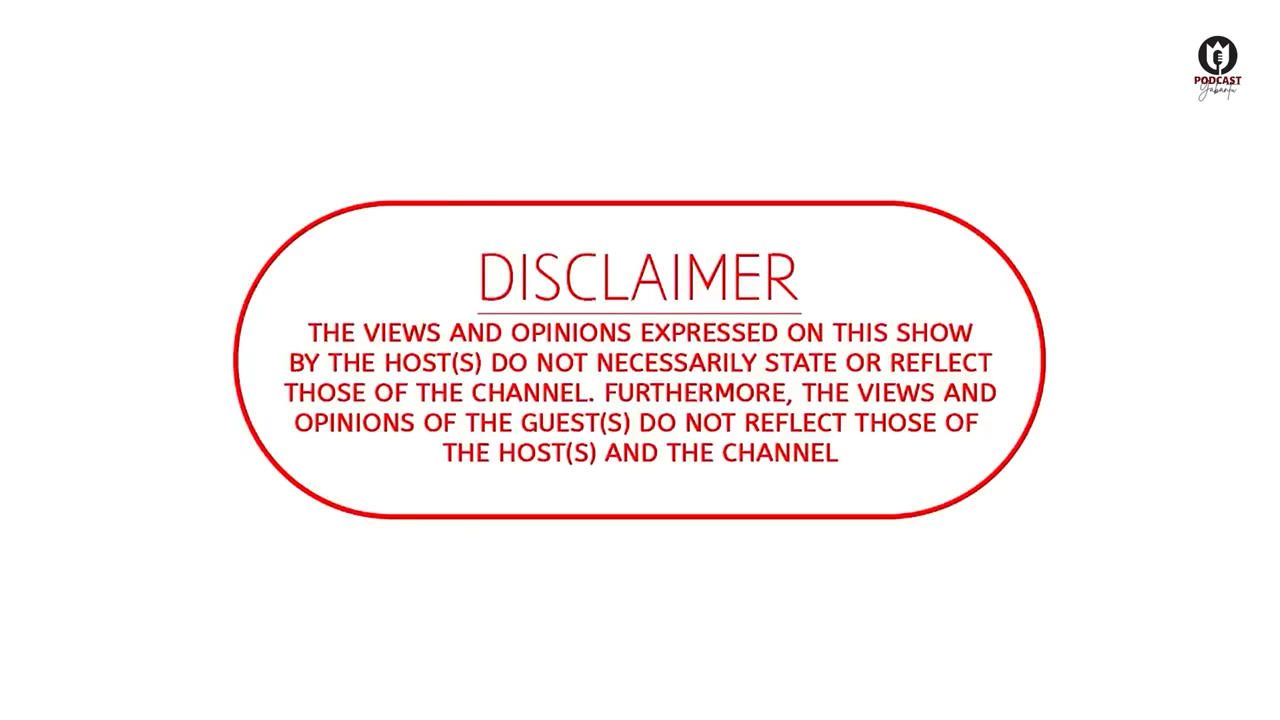 PODCAST
Yabantu
DISCLAIMER
THE VIEWS AND OPINIONS EXPRESSED ON THIS SHOW
BY THE HOST(S) DO NOT NECESSARILY STATE OR REFLECT
THOSE OF THE CHANNEL. FURTHERMORE, THE VIEWS AND
OPINIONS OF THE GUEST(S) DO NOT REFLECT THOSE OF
THE HOST(S) AND THE CHANNEL